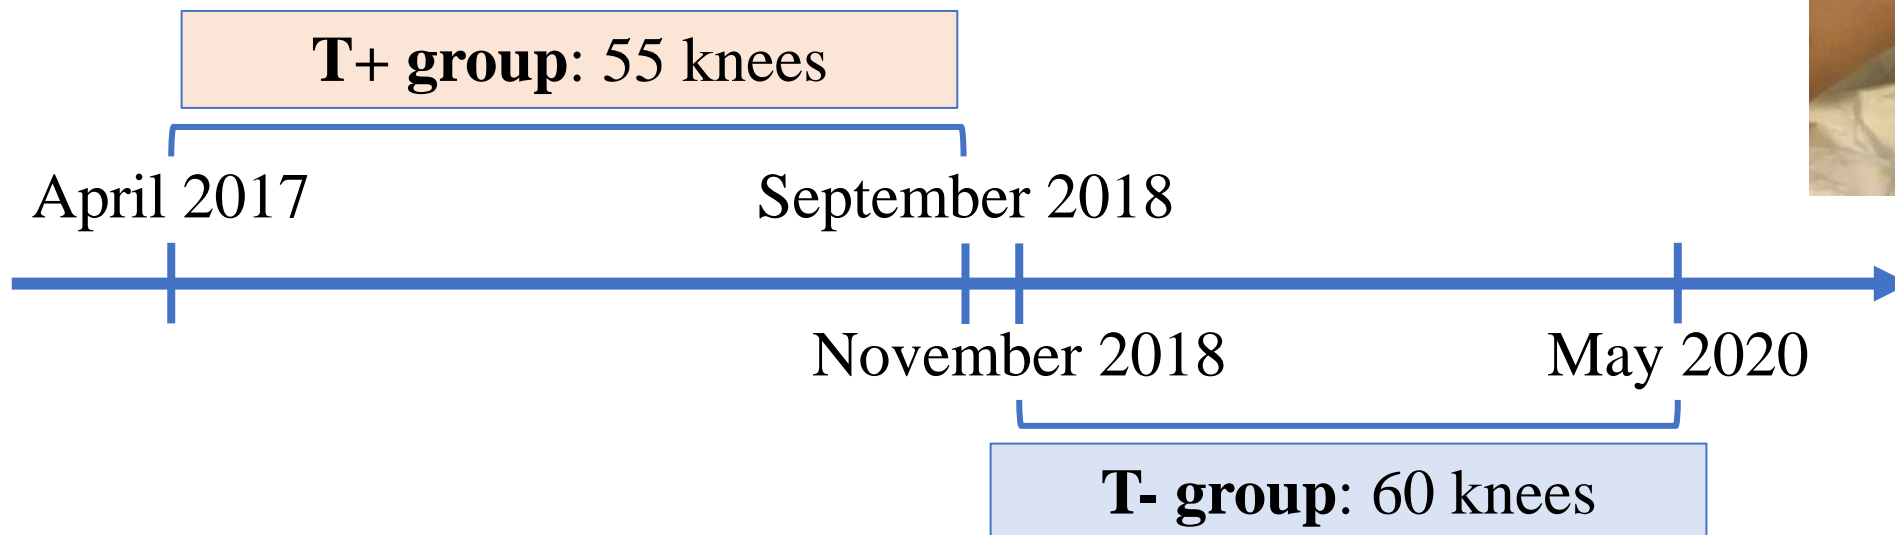 T+ group: 55 knees
April 2017
September 2018
November 2018
May 2020
T- group: 60 knees